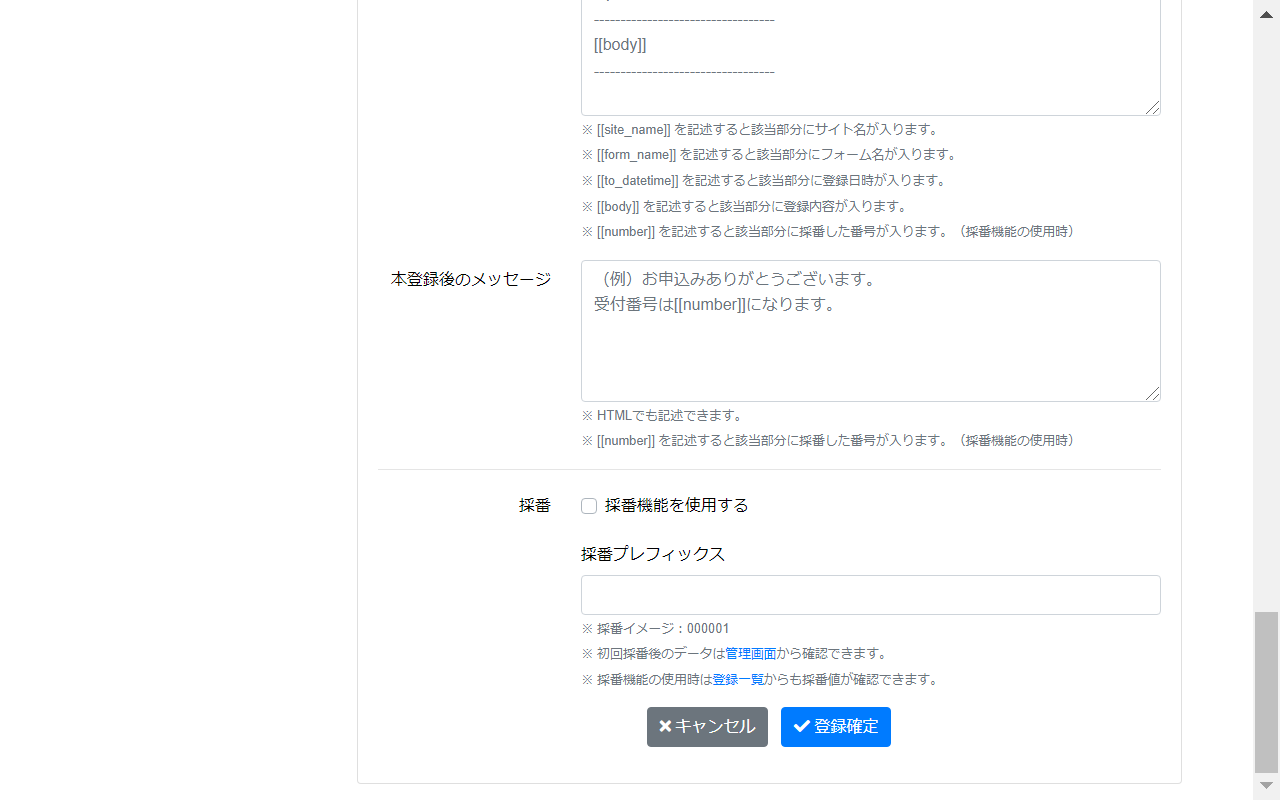 ----------------------------------
[[body]]
----------------------------------
※ [[site_name]] を記述すると該当部分にサイト名が入ります。
※ [[form_name]] を記述すると該当部分にフォーム名が入ります。
※ [[to_datetime]] を記述すると該当部分に登録日時が入ります。
※ [[body]] を記述すると該当部分に登録内容が入ります。
※ [[number]] を記述すると該当部分に採番した番号が入ります。（採番機能の使用時）
本登録後のメッセージ
（例）お申込みありがとうございます。
受付番号は[[number]]になります。
※ HTMLでも記述できます。
※ [[number]] を記述すると該当部分に採番した番号が入ります。（採番機能の使用時）
採番
採番機能を使用する
採番プレフィックス
※ 採番イメージ：000001
※ 初回採番後のデータは管理画面から確認できます。
※ 採番機能の使用時は登録一覧からも採番値が確認できます。
キャンセル
登録確定